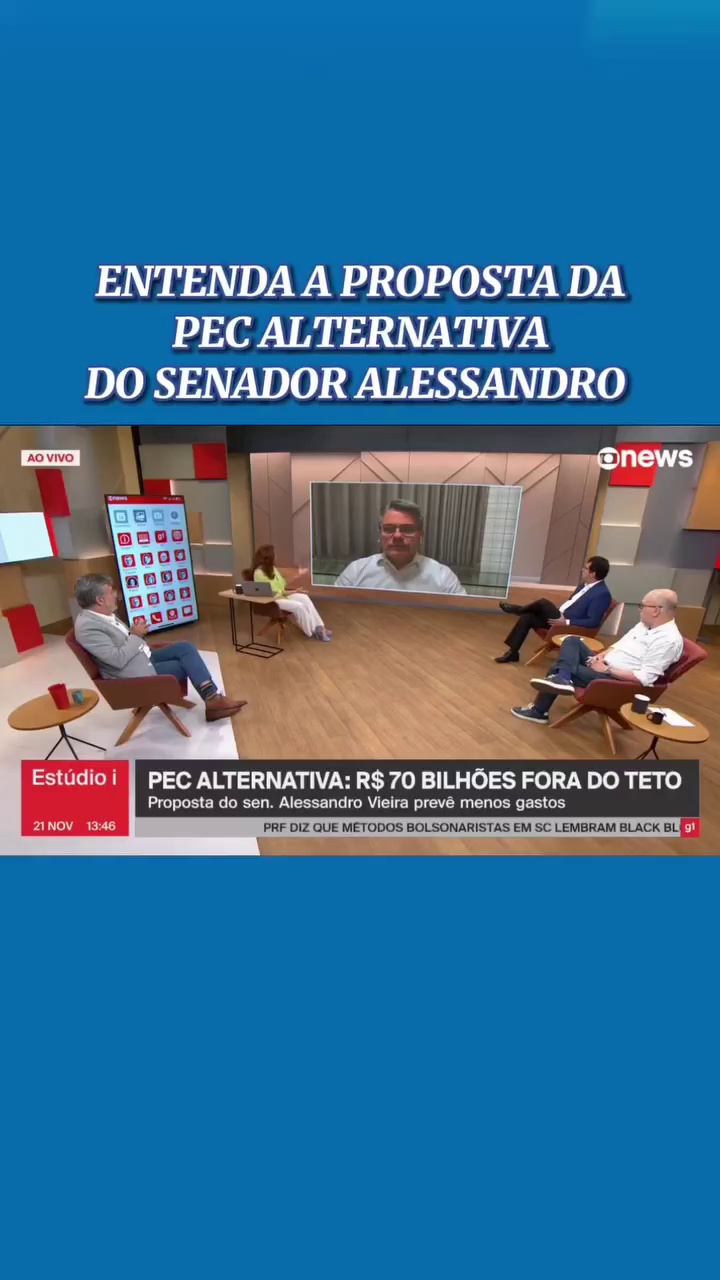 ENTENDA A PROPOSTA DA
PEC ALTERNATIVA
DO SENADOR ALESSANDRO
AO VIVO
news
news
g1
Estúdio i
PEC ALTERNATIVA: R$ 70 BILHÕES FORA DO TETO
Proposta do sen. Alessandro Vieira prevê menos gastos
21 NOV 13:46
PRF DIZ QUE MÉTODOS BOLSONARISTAS EM SC LEMBRAM BLACK BL
g1